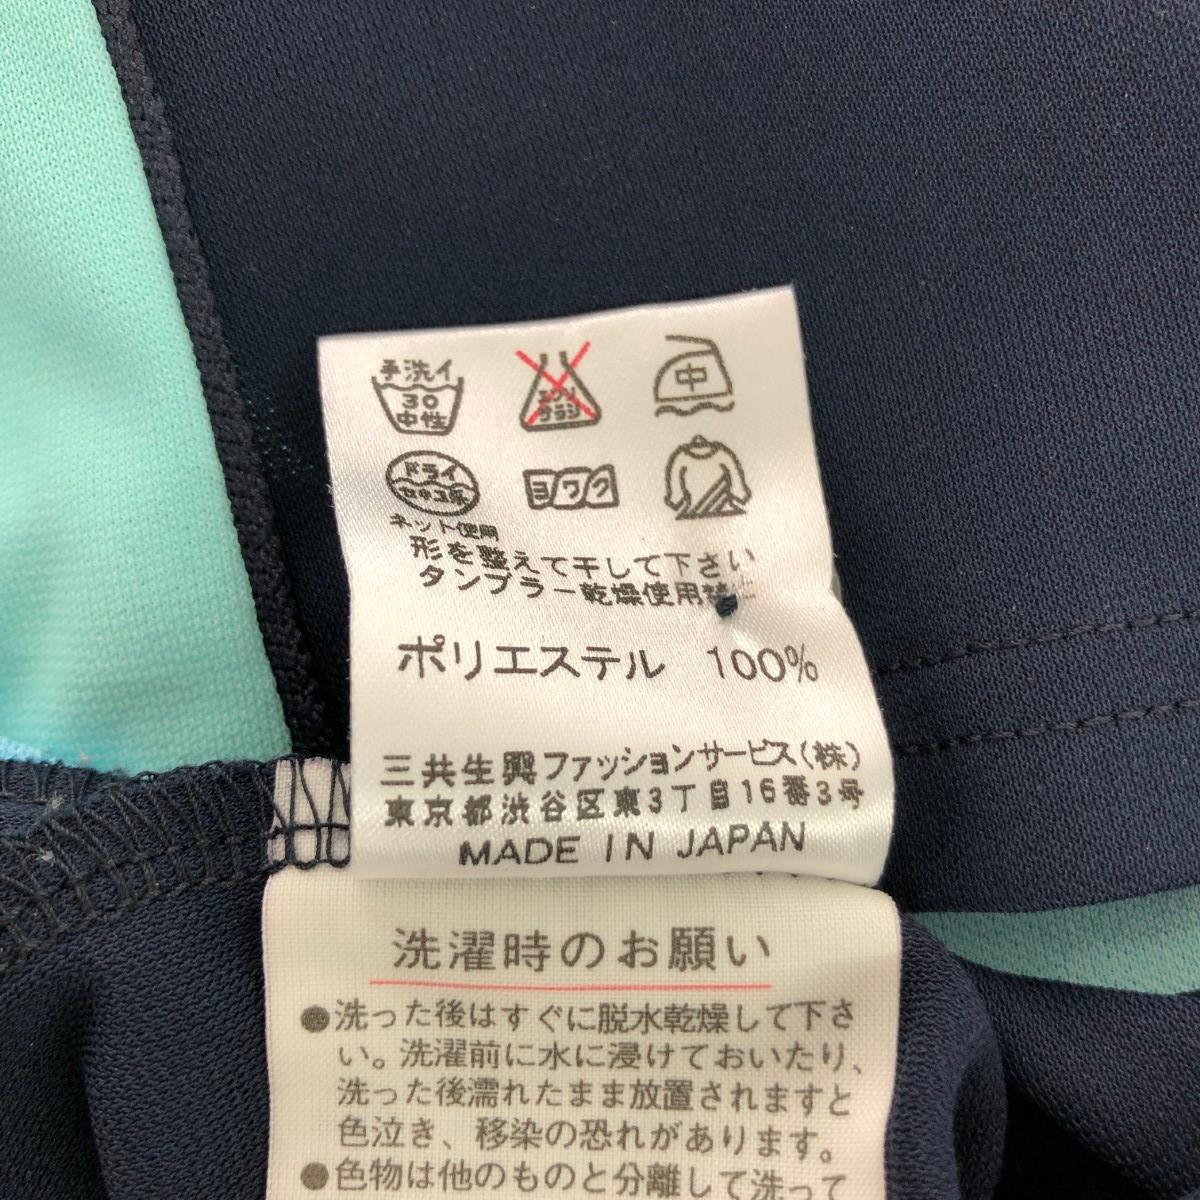 手洗イ
30
中性
エンソ
サラシ
中
ドライ
セキユ系
ヨワク
ネット使用
形を整えて干して下さい
タンブラー乾燥使用禁止
ポリエステル 100%
三共生興ファッションサービス(株)
東京都渋谷区東3丁目16番3号
MADE IN JAPAN
洗濯時のお願い
●洗った後はすぐに脱水乾燥して下さ
い。洗濯前に水に浸けておいたり、
洗った後濡れたまま放置されますと
色泣き、移染の恐れがあります。
●色物は他のものと分離して洗って